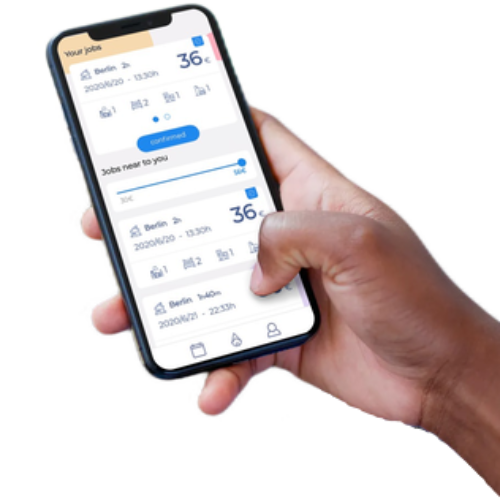 Your jobs
Berlin 2h
36 €
2020/6/20 - 13.30h
1 2 1 1
confirmed
Jobs near to you
30€ 56€
Berlin 2h
36 €
2020/6/20 - 13.30h
1 2 1
Berlin 1h40m
€
2020/6/21 - 22.33h